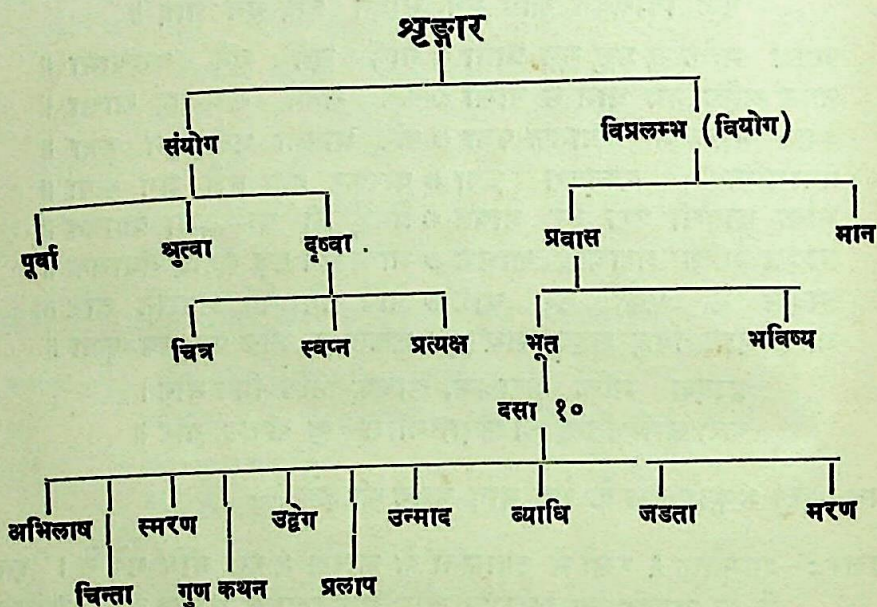 शृङ्गार
संयोग विप्रलम्भ (वियोग)
पूर्वा श्रुत्वा दृष्वा प्रवास मान
चित्र स्वप्न प्रत्यक्ष भूत भविष्य
दसा १०
अभिलाष स्मरण उद्वेग उन्माद ब्याधि जडता मरण
चिन्ता गुण कथन प्रलाप